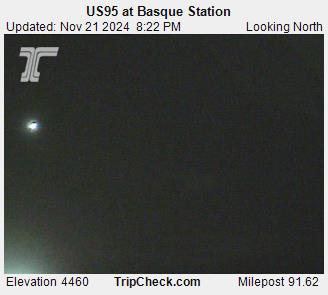 US95 at Basque Station
Updated: Nov 21 2024 8:22 PM Looking North
Elevation 4460 TripCheck.com Milepost 91.62